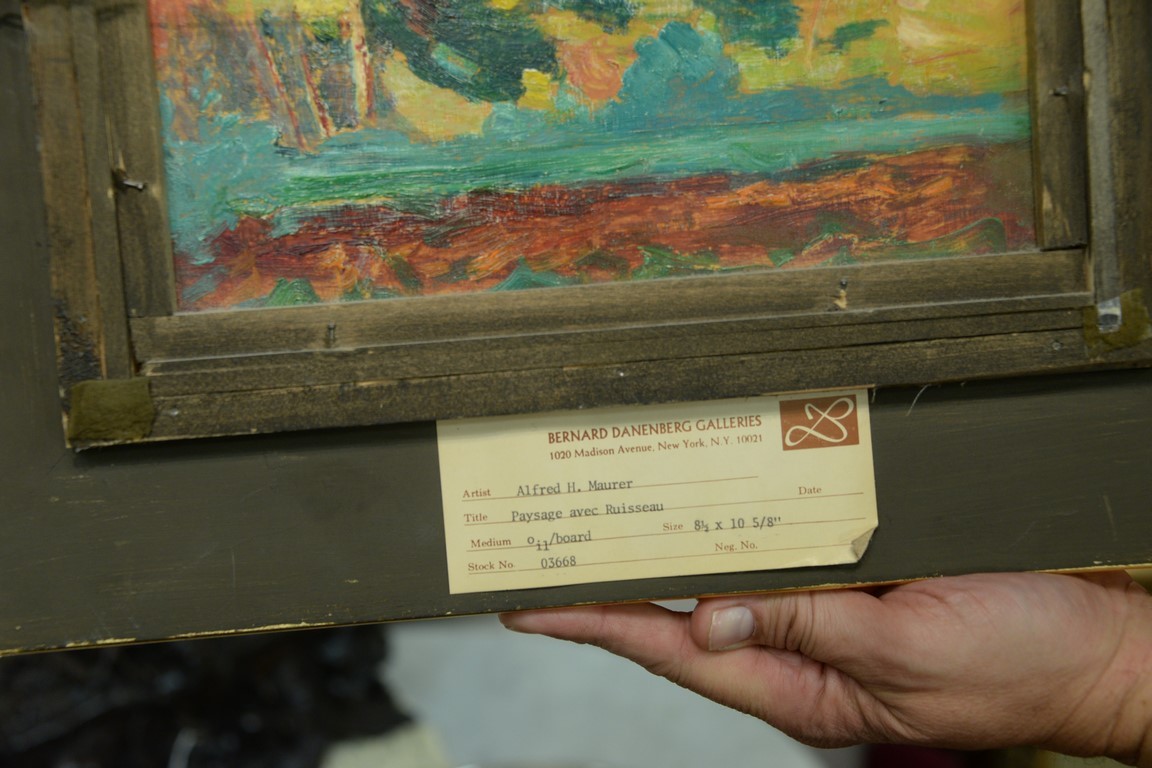 BERNARD DANENBERG GALLERIES
1020 Madison Avenue, New York, N.Y. 10021
Artist Alfred H. Maurer Date
Title Paysage avec Ruisseau
Medium oil/board Size 8½ x 10 5/8"
Neg. No.
Stock No. 03668